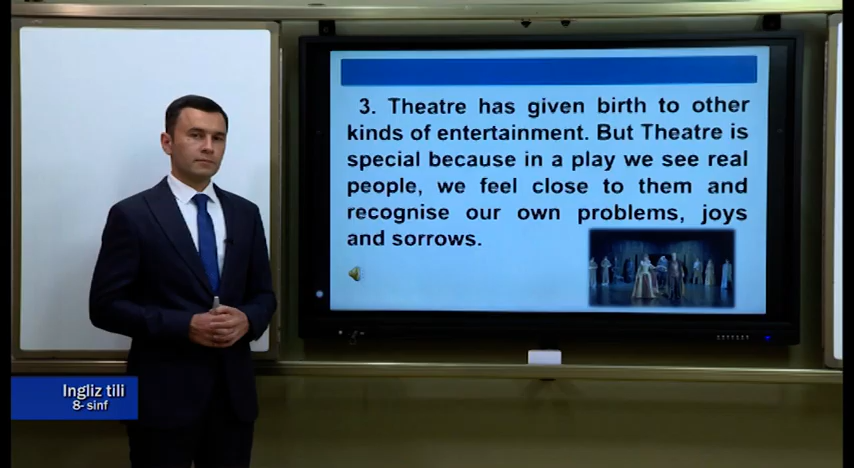 3. Theatre has given birth to other
kinds of entertainment. But Theatre is
special because in a play we see real
people, we feel close to them and
recognise our own problems, joys
and sorrows.
Ingliz tili
8- sinf